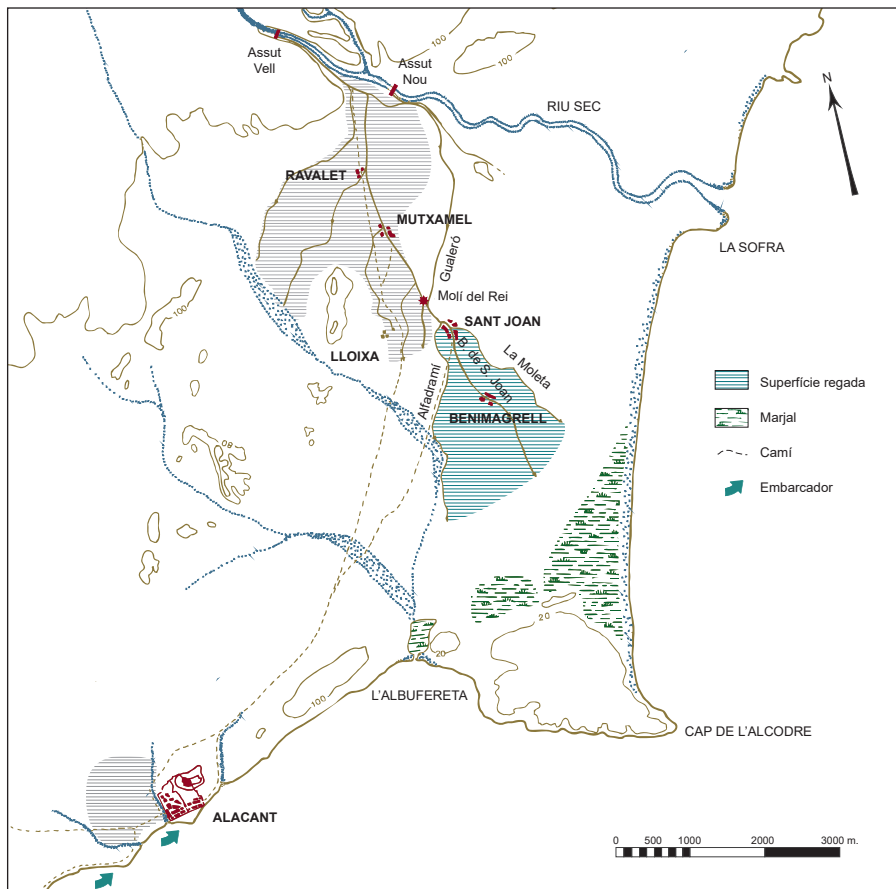 100
100
Assut
Vell
Assut
Nou
N
RIU SEC
RAVALET
MUTXAMEL
LA SOFRA
Gualeró
100
Molí del Rei
SANT JOAN
LLOIXA
B. de S. Joan
La Moleta
Alfadramí
BENIMAGRELL
Superfície regada
Marjal
Camí
Embarcador
20
20
100
L'ALBUFERETA
CAP DE L'ALCODRE
ALACANT
0 500 1000 2000 3000 m.